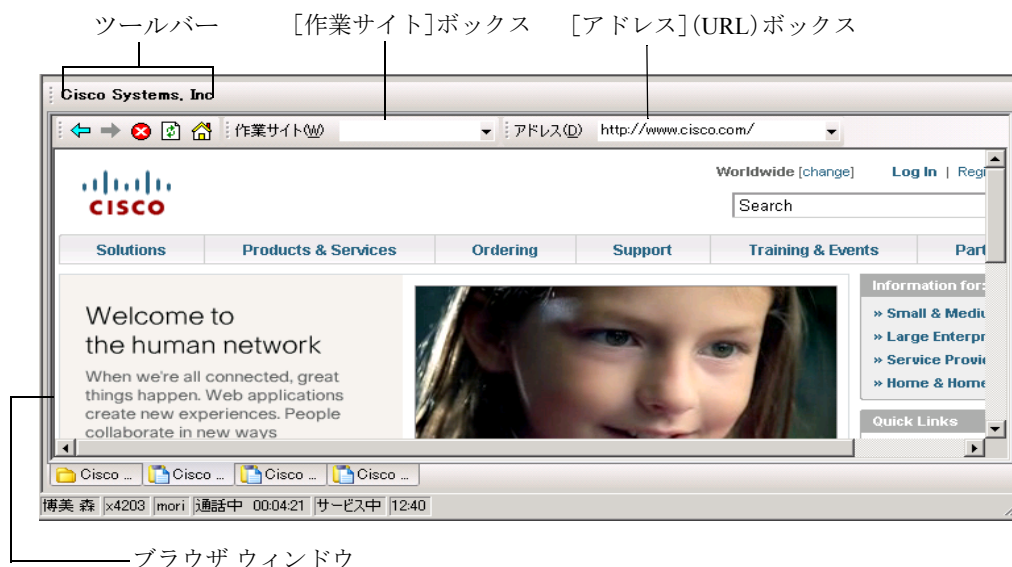 ツールバー ［作業サイト］ボックス ［アドレス］(URL)ボックス
Cisco Systems, Inc
作業サイト(W) アドレス(D) http://www.cisco.com/
Worldwide [change] Log In | Regi
CISCO
Search
Solutions Products & Services Ordering Support Training & Events Part
Information for:
Welcome to
the human network
» Small & Mediu
» Large Enterpr
» Service Provi
» Home & Home
When we're all connected, great
things happen. Web applications
create new experiences. People
collaborate in new ways
Quick Links
Cisco ... Cisco ... Cisco ... Cisco ...
博美 森 x4203 mori 通話中 00:04:21 サービス中 12:40
ブラウザ ウィンドウ